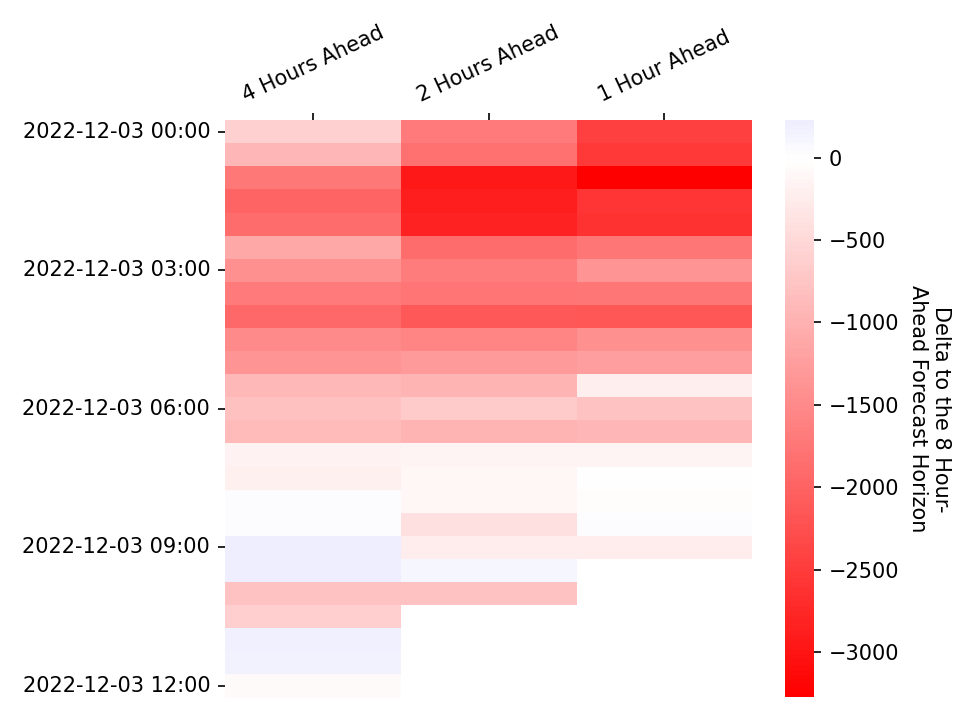 4 Hours Ahead
2 Hours Ahead
1 Hour Ahead
2022-12-03 00:00
2022-12-03 03:00
2022-12-03 06:00
2022-12-03 09:00
2022-12-03 12:00
0
−500
−1000
−1500
−2000
−2500
−3000
Delta to the 8 Hour-
Ahead Forecast Horizon